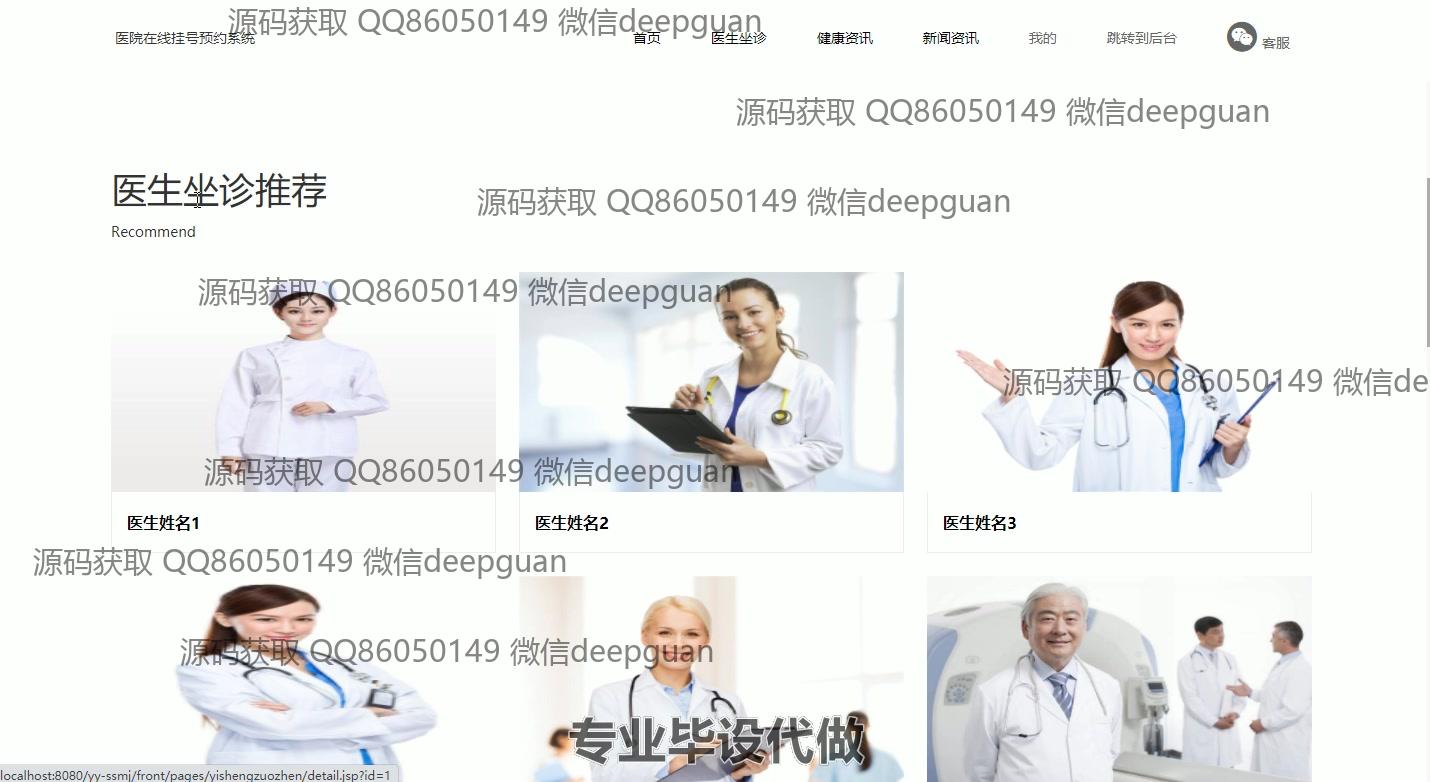 源码获取 QQ86050149 微信deepguan
医院在线挂号预约系统
首页
医生坐诊
健康资讯
新闻资讯
我的
跳转到后台
客服
源码获取 QQ86050149 微信deepguan
医生坐诊推荐
源码获取 QQ86050149 微信deepguan
Recommend
源码获取 QQ86050149 微信deepguan
源码获取 QQ86050149 微信de
源码获取 QQ86050149 微信deepguan
医生姓名1
医生姓名2
医生姓名3
源码获取 QQ86050149 微信deepguan
源码获取 QQ86050149 微信deepguan
专业毕设代做
localhost:8080/yy-ssmj/front/pages/yishengzuozhen/detail.jsp?id=1